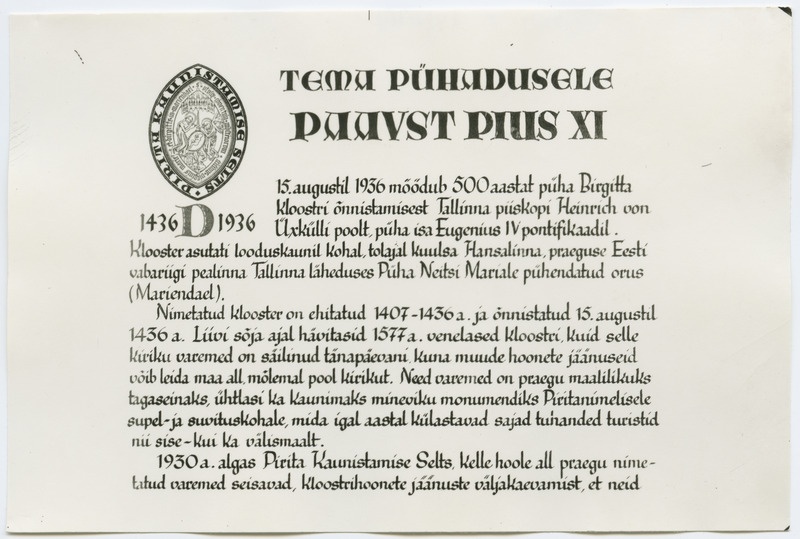 PIRITA KAUNISTAMISE SELTS
TEMA PÜHADUSELE
PAAVST PIUS XI
15. augustil 1936 möödub 500 aastat püha Birgitta
kloostri õnnistamisest Tallinna piiskopi Heinrich von
1436 D 1936 Üxkülli poolt, püha isa Eugenius IV pontifikaadil.
Klooster asutati looduskaunil kohal, tolajal kuulsa Hansalinna, praeguse Eesti
vabariigi pealinna Tallinna läheduses Püha Neitsi Mariale pühendatud orus
(Mariendael).
Nimetatud klooster on ehitatud 1407-1436 a. ja õnnistatud 15. augustil
1436 a. Liivi sõja ajal hävitasid 1577 a. venelased kloostri, kuid selle
kiriku varemed on säilinud tänapäevani, kuna muude hoonete jäänuseid
võib leida maa all, mõlemal pool kirikut. Need varemed on praegu maalilikuks
tagaseinaks, ühtlasi ka kaunimaks mineviku monumendiks Piritanimelisele
supel- ja suvituskohale, mida igal aastal külastavad sajad tuhanded turistid
nii sise- kui ka välismaalt.
1930 a. algas Pirita Kaunistamise Selts, kelle hoole all praegu nime-
tatud varemed seisavad, kloostrihoonete jäänuste väljakaevamist, et neid